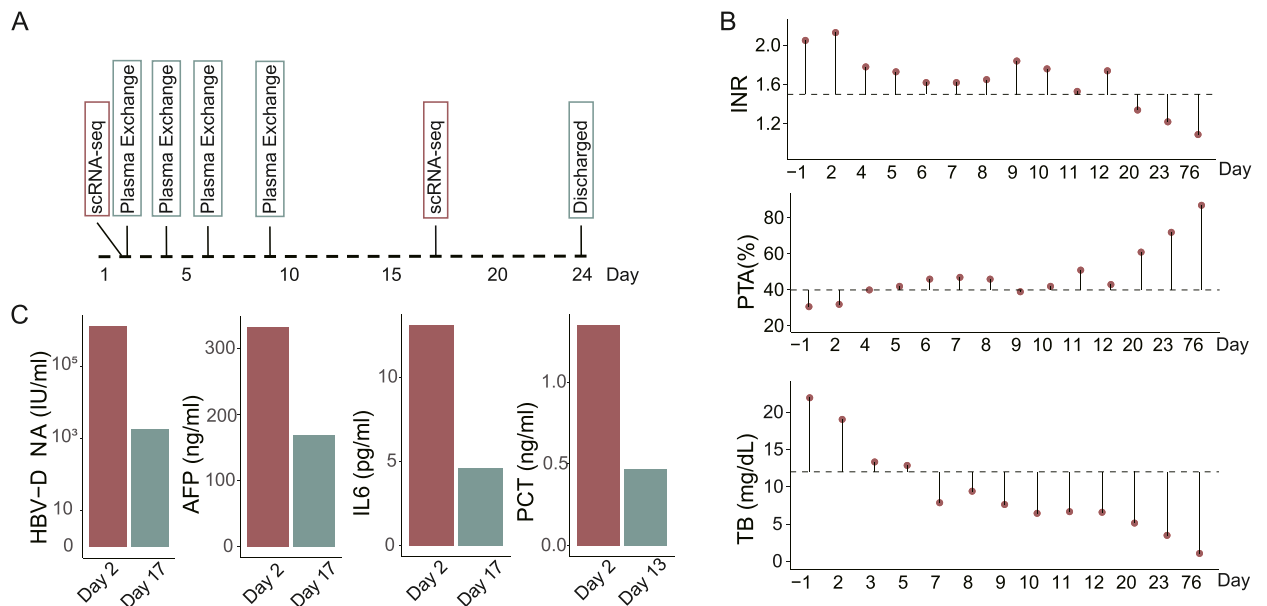 A
scRNA-seq
Plasma Exchange
Plasma Exchange
Plasma Exchange
Plasma Exchange
scRNA-seq
Discharged
1 5 10 15 20 24 Day
B
INR
2.0
1.6
1.2
−1 2 4 5 6 7 8 9 10 11 12 20 23 76 Day
PTA(%)
80
60
40
20
−1 2 4 5 6 7 8 9 10 11 12 20 23 76 Day
TB (mg/dL)
20
15
10
5
0
−1 2 3 5 7 8 9 10 11 12 20 23 76 Day
C
HBV−D NA (IU/ml)
10⁵
10³
10
0
Day 2 Day 17
AFP (ng/ml)
300
200
100
0
Day 2 Day 17
IL6 (pg/ml)
10
5
0
Day 2 Day 17
PCT (ng/ml)
1.0
0.5
0.0
Day 2 Day 13